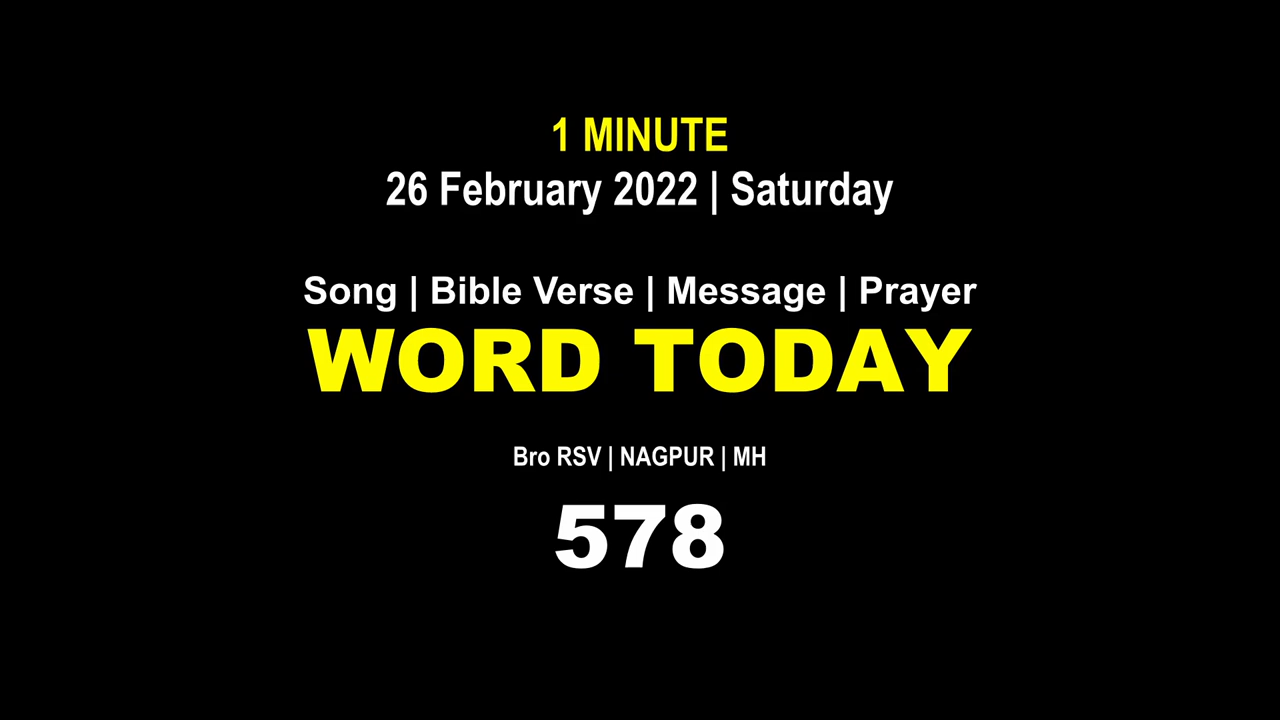 1 MINUTE
26 February 2022 | Saturday
Song | Bible Verse | Message | Prayer
WORD TODAY
Bro RSV | NAGPUR | MH
578